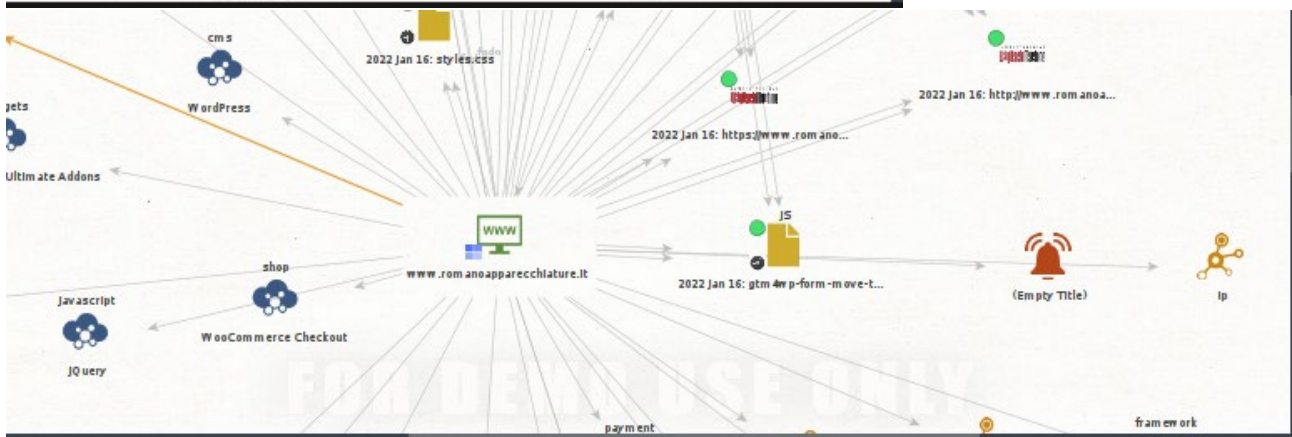 cms
2022 Jan 16: styles.css
WordPress
gets
2022 Jan 16: http://www.romanoa...
2022 Jan 16: https://www.romano...
Ultimate Addons
JS
WWW
www.romanoapparecchiature.it
2022 Jan 16: gtm4wp-form-move-t...
(Empty Title)
Ip
shop
Javascript
WooCommerce Checkout
JQuery
FOR DEMO USE ONLY
payment
framework